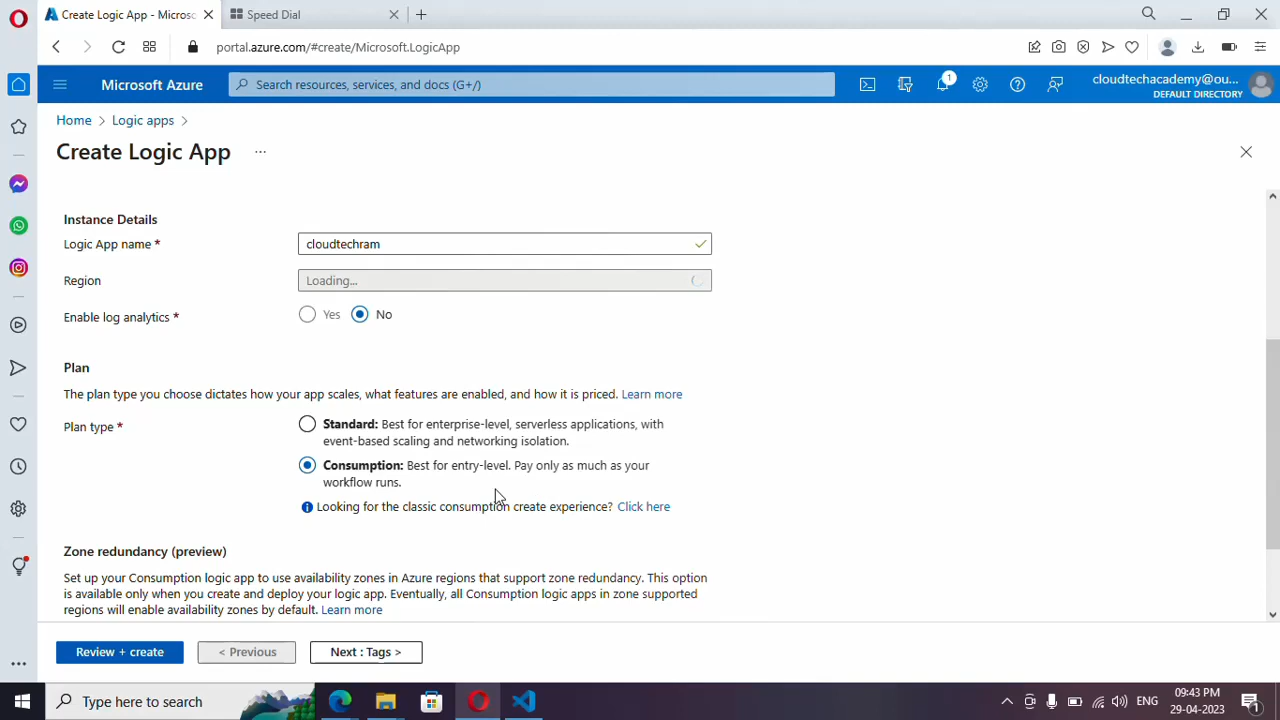 Create Logic App - Microsc
Speed Dial
portal.azure.com/#create/Microsoft.LogicApp
Microsoft Azure
Search resources, services, and docs (G+/)
1
cloudtechacademy@ou...
DEFAULT DIRECTORY
Home > Logic apps >
Create Logic App ...
Instance Details
Logic App name *
cloudtechram
Region
Loading...
Enable log analytics *
Yes
No
Plan
The plan type you choose dictates how your app scales, what features are enabled, and how it is priced. Learn more
Plan type *
Standard: Best for enterprise-level, serverless applications, with
event-based scaling and networking isolation.
Consumption: Best for entry-level. Pay only as much as your
workflow runs.
Looking for the classic consumption create experience? Click here
Zone redundancy (preview)
Set up your Consumption logic app to use availability zones in Azure regions that support zone redundancy. This option
is available only when you create and deploy your logic app. Eventually, all Consumption logic apps in zone supported
regions will enable availability zones by default. Learn more
Review + create
< Previous
Next : Tags >
Type here to search
ENG
09:43 PM
29-04-2023
1